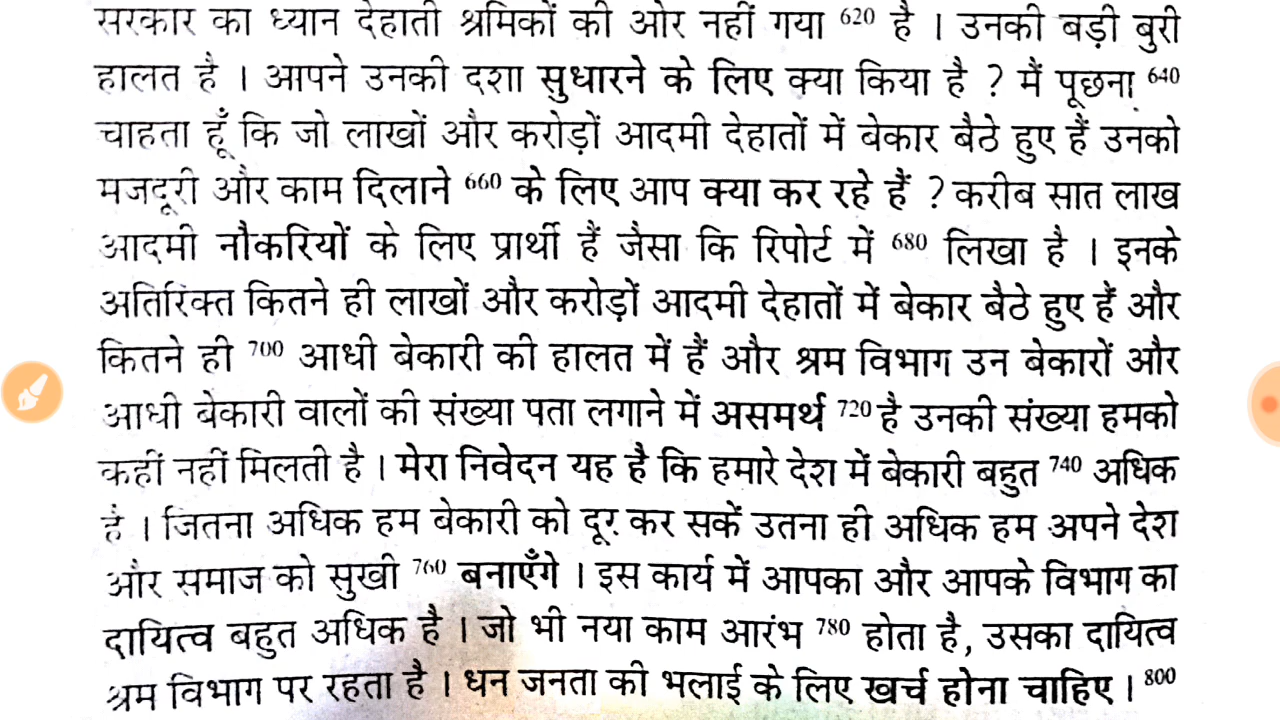 सरकार का ध्यान देहाती श्रमिकों की ओर नहीं गया 620 है । उनकी बड़ी बुरी
हालत है । आपने उनकी दशा सुधारने के लिए क्या किया है ? मैं पूछना 640
चाहता हूँ कि जो लाखों और करोड़ों आदमी देहातों में बेकार बैठे हुए हैं उनको
मजदूरी और काम दिलाने 660 के लिए आप क्या कर रहे हैं ? करीब सात लाख
आदमी नौकरियों के लिए प्रार्थी हैं जैसा कि रिपोर्ट में 680 लिखा है । इनके
अतिरिक्त कितने ही लाखों और करोड़ों आदमी देहातों में बेकार बैठे हुए हैं और
कितने ही 700 आधी बेकारी की हालत में हैं और श्रम विभाग उन बेकारों और
आधी बेकारी वालों की संख्या पता लगाने में असमर्थ 720 है उनकी संख्या हमको
कहीं नहीं मिलती है । मेरा निवेदन यह है कि हमारे देश में बेकारी बहुत 740 अधिक
है । जितना अधिक हम बेकारी को दूर कर सकें उतना ही अधिक हम अपने देश
और समाज को सुखी 760 बनाएँगे । इस कार्य में आपका और आपके विभाग का
दायित्व बहुत अधिक है । जो भी नया काम आरंभ 780 होता है, उसका दायित्व
श्रम विभाग पर रहता है । धन जनता की भलाई के लिए खर्च होना चाहिए । 800